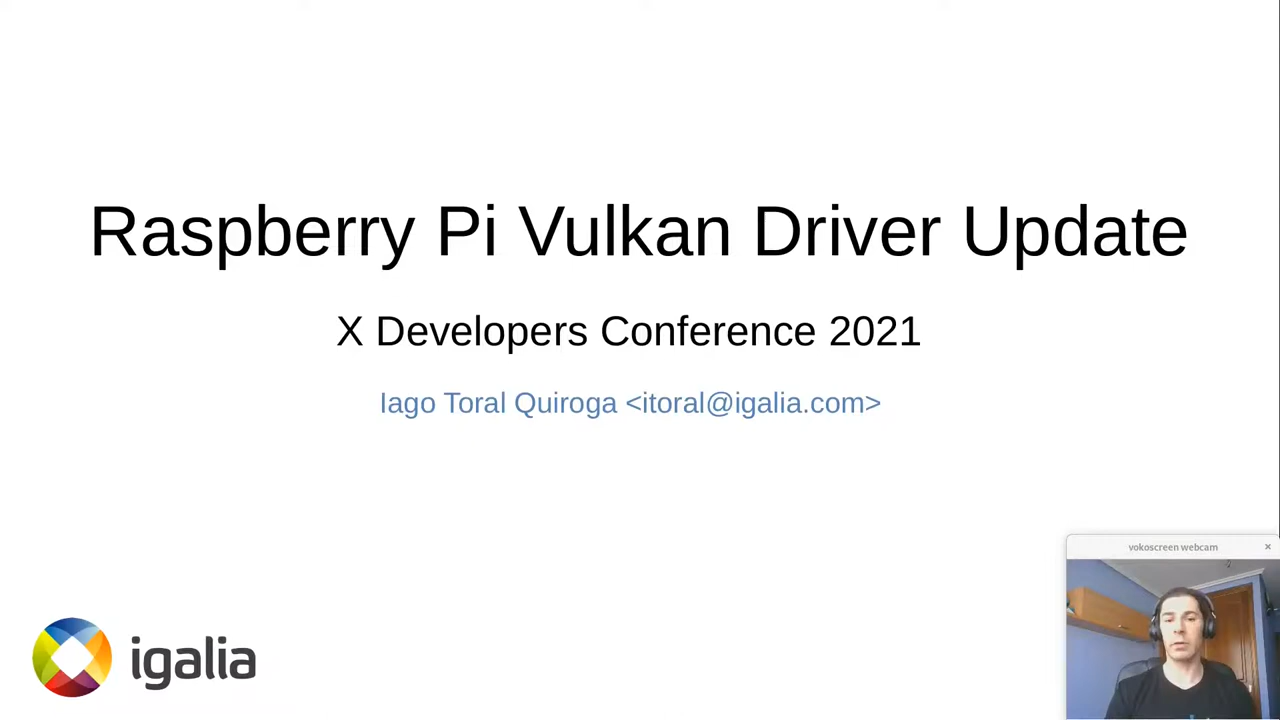 Raspberry Pi Vulkan Driver Update
X Developers Conference 2021
Iago Toral Quiroga <itoral@igalia.com>
vokoscreen webcam
igalia